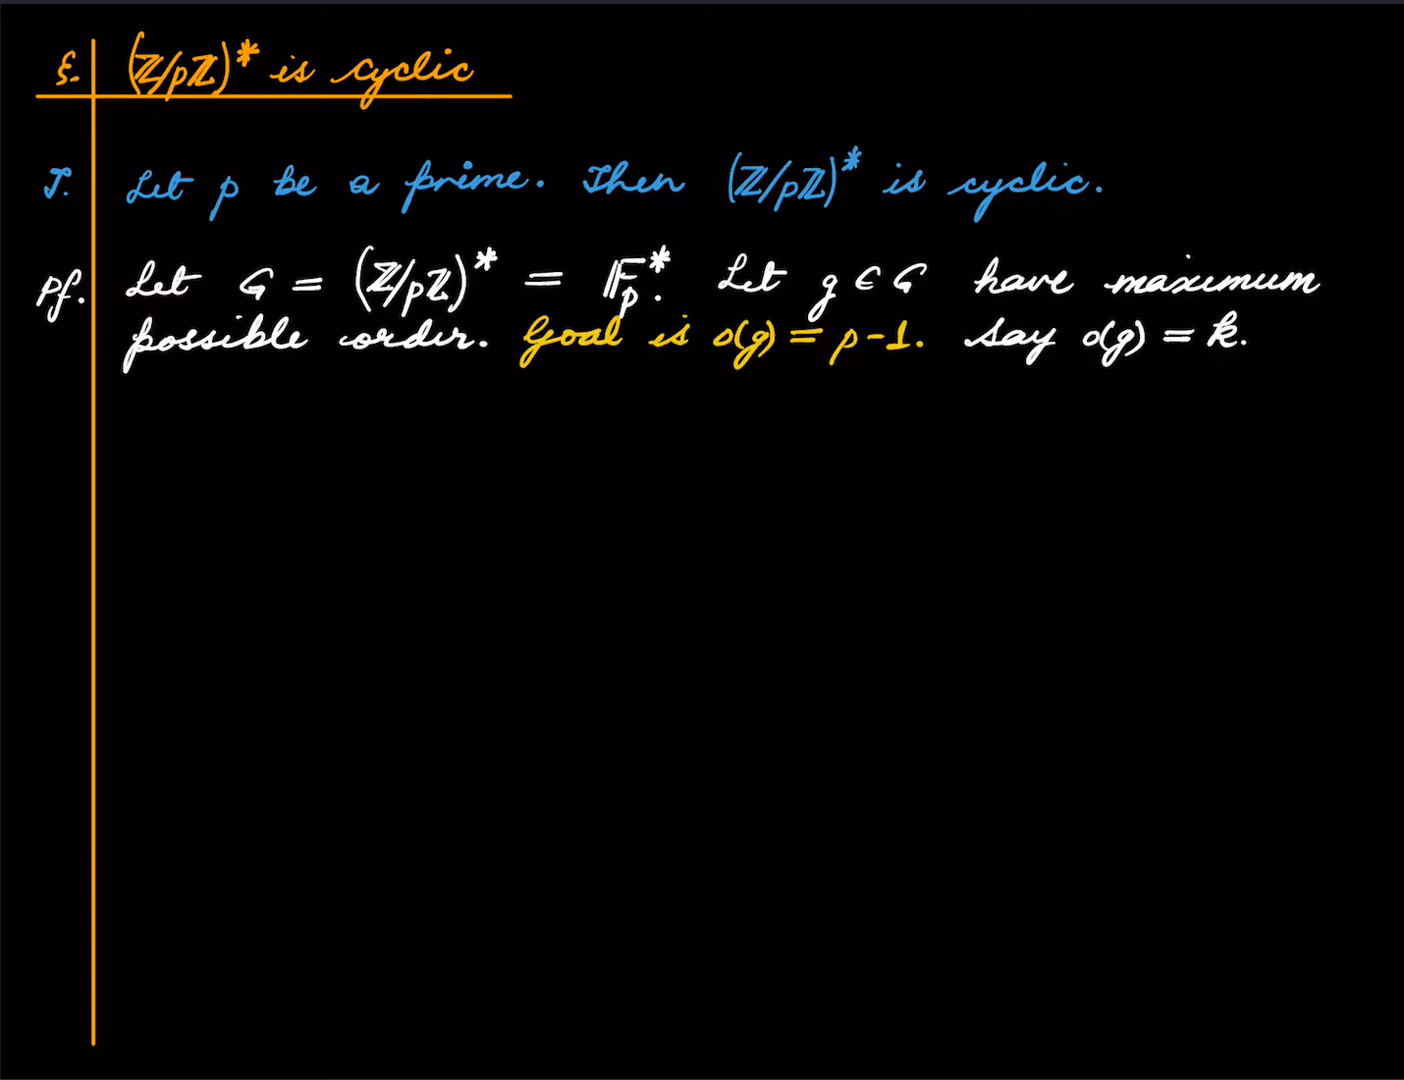 §. (ℤ/pℤ)* is cyclic
T. Let p be a prime. Then (ℤ/pℤ)* is cyclic.
Pf. Let G = (ℤ/pℤ)* = 𝔽ₚ*. Let g ∈ G have maximum
possible order. Goal is o(g) = p-1. Say o(g) = k.